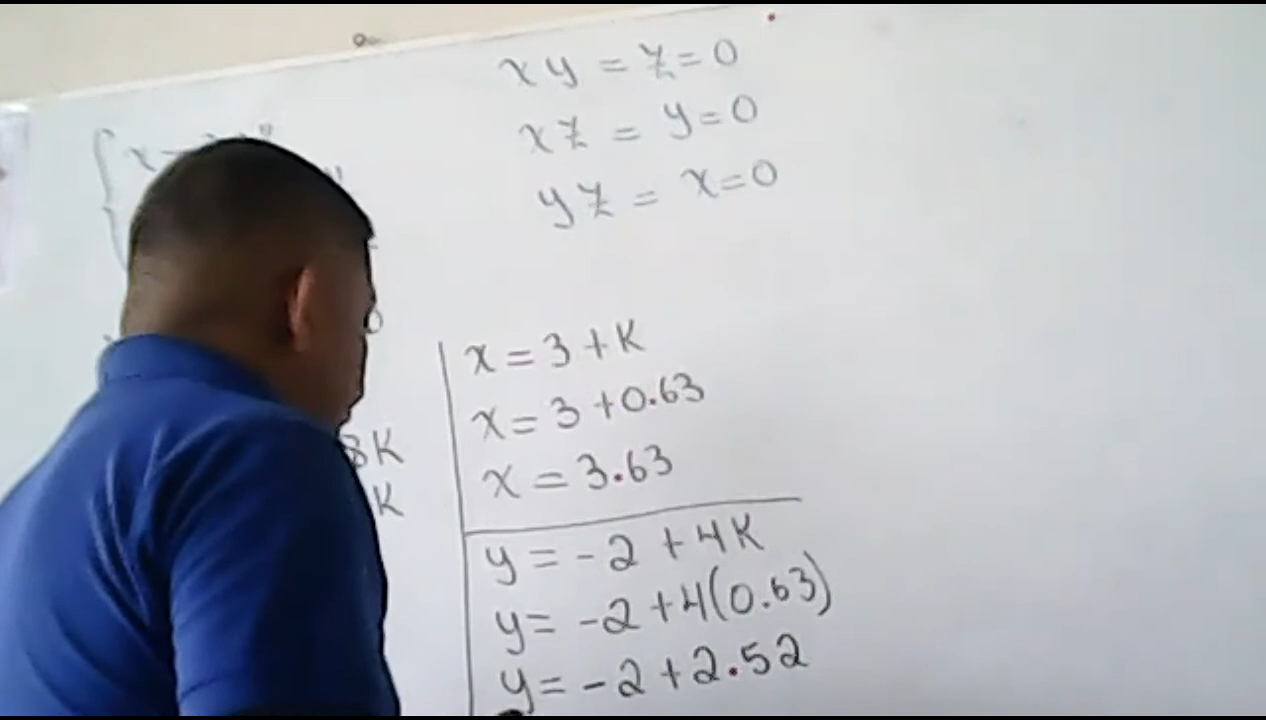 xy = z=0
xz = y=0
yz = x=0
x
8K
K
x = 3 + K
x = 3 + 0.63
x = 3.63
y = -2 + 4K
y = -2 + 4(0.63)
y = -2 + 2.52